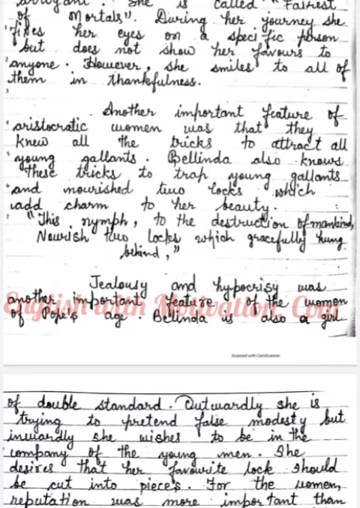 of Mortals". During her journey she
fixes her eyes on a specific person
but does not show her favours to
anyone. However, she smiles to all of
them in thankfulness.
Another important feature of
aristocratic women was that they
knew all the tricks to attract all
young gallants. Bellinda also knows
these tricks to trap young gallants
and nourished two locks which
add charm to her beauty.
"This nymph, to the destruction of mankind,
Nourish two locks which gracefully hung
behind,"
Jealousy and hypocrisy was
another important feature of the women
of Pope's age. Bellinda is also a girl
English with Motivation.Com
Scanned with CamScanner
of double standard. Outwardly she is
trying to pretend false modesty but
inwardly she wishes to be in the
company of the young men. She
desires that her favourite lock should
be cut into pieces. For the women,
reputation was more important than